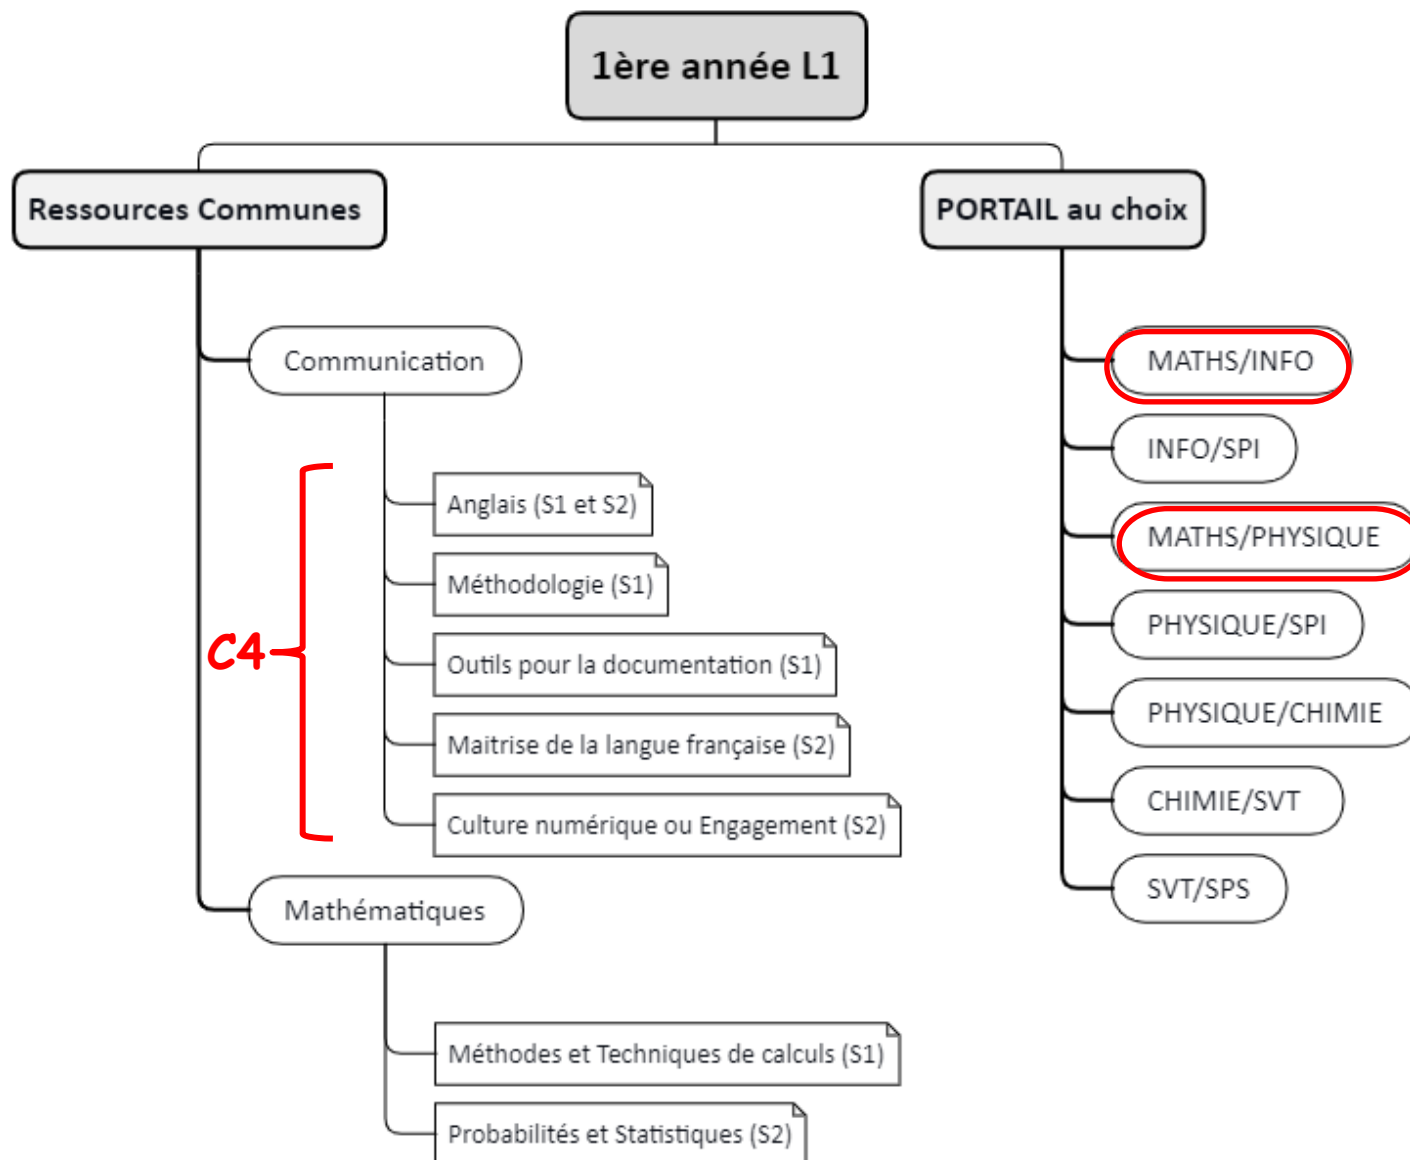 1ère année L1
Ressources Communes
PORTAIL au choix
Communication
C4
Anglais (S1 et S2)
Méthodologie (S1)
Outils pour la documentation (S1)
Maitrise de la langue française (S2)
Culture numérique ou Engagement (S2)
Mathématiques
Méthodes et Techniques de calculs (S1)
Probabilités et Statistiques (S2)
MATHS/INFO
INFO/SPI
MATHS/PHYSIQUE
PHYSIQUE/SPI
PHYSIQUE/CHIMIE
CHIMIE/SVT
SVT/SPS